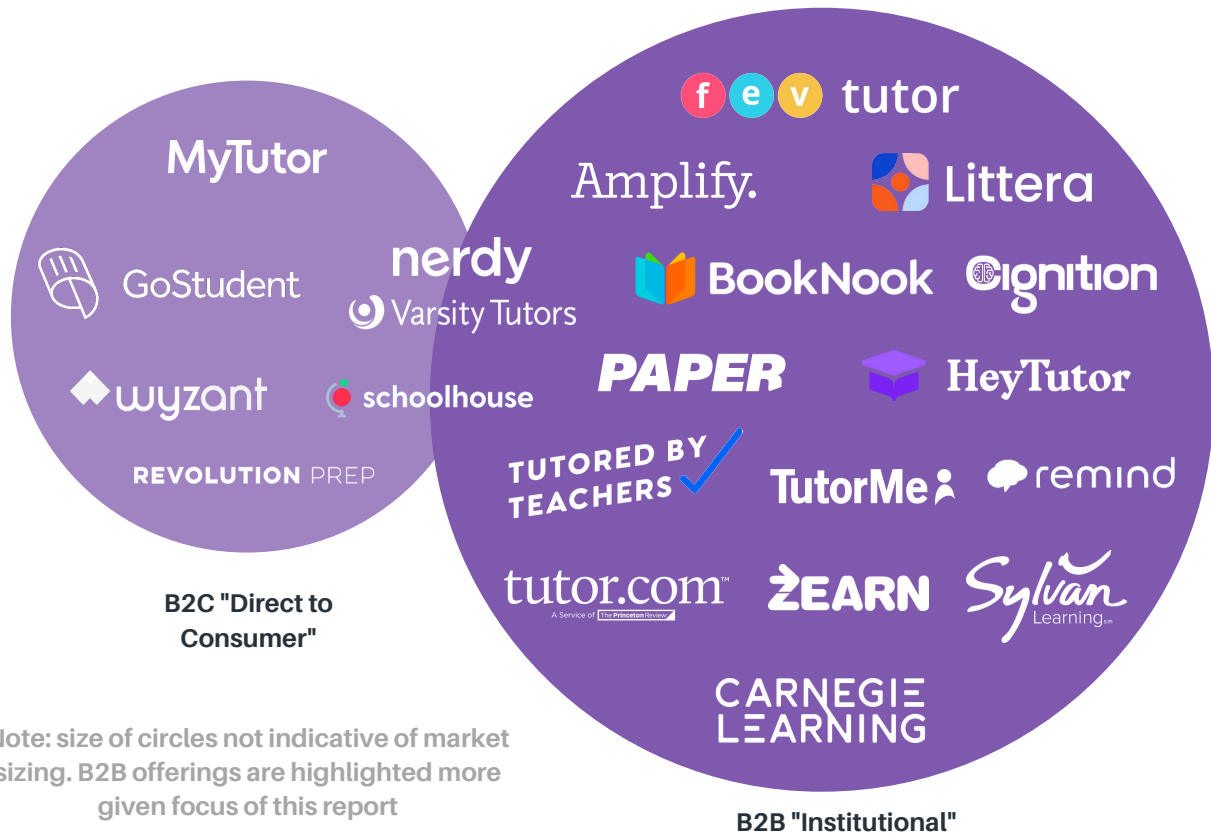 fev tutor
MyTutor
Amplify.
Littera
GoStudent
nerdy
Varsity Tutors
BookNook
Cignition
wyzant
schoolhouse
PAPER
HeyTutor
REVOLUTION PREP
TUTORED BY
TEACHERS
TutorMe
remind
tutor.com™
A Service of The Princeton Review
ZEARN
Sylvan
Learning℠
CARNEGIE
LEARNING
B2C "Direct to
Consumer"
Note: size of circles not indicative of market
sizing. B2B offerings are highlighted more
given focus of this report
B2B "Institutional"